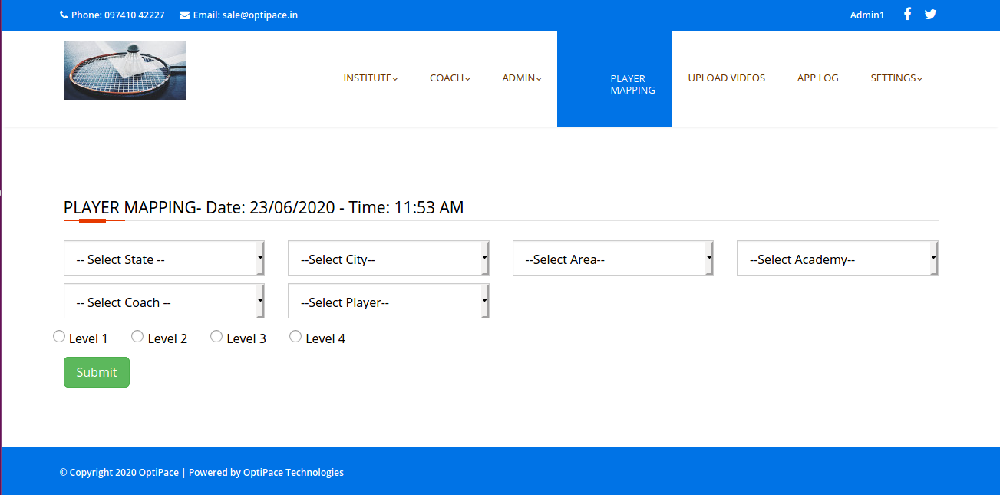 Phone: 097410 42227 Email: sale@optipace.in Admin1
INSTITUTE COACH ADMIN PLAYER MAPPING UPLOAD VIDEOS APP LOG SETTINGS
PLAYER MAPPING- Date: 23/06/2020 - Time: 11:53 AM
-- Select State -- --Select City-- --Select Area-- --Select Academy--
-- Select Coach -- --Select Player--
Level 1 Level 2 Level 3 Level 4
Submit
© Copyright 2020 OptiPace | Powered by OptiPace Technologies